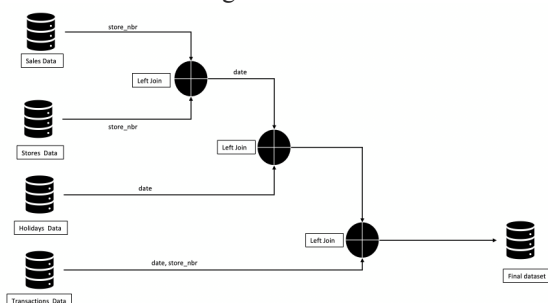 store_nbr
Sales Data
Left Join
date
store_nbr
Stores Data
Left Join
date
Holidays Data
Left Join
date, store_nbr
Final dataset
Transactions Data